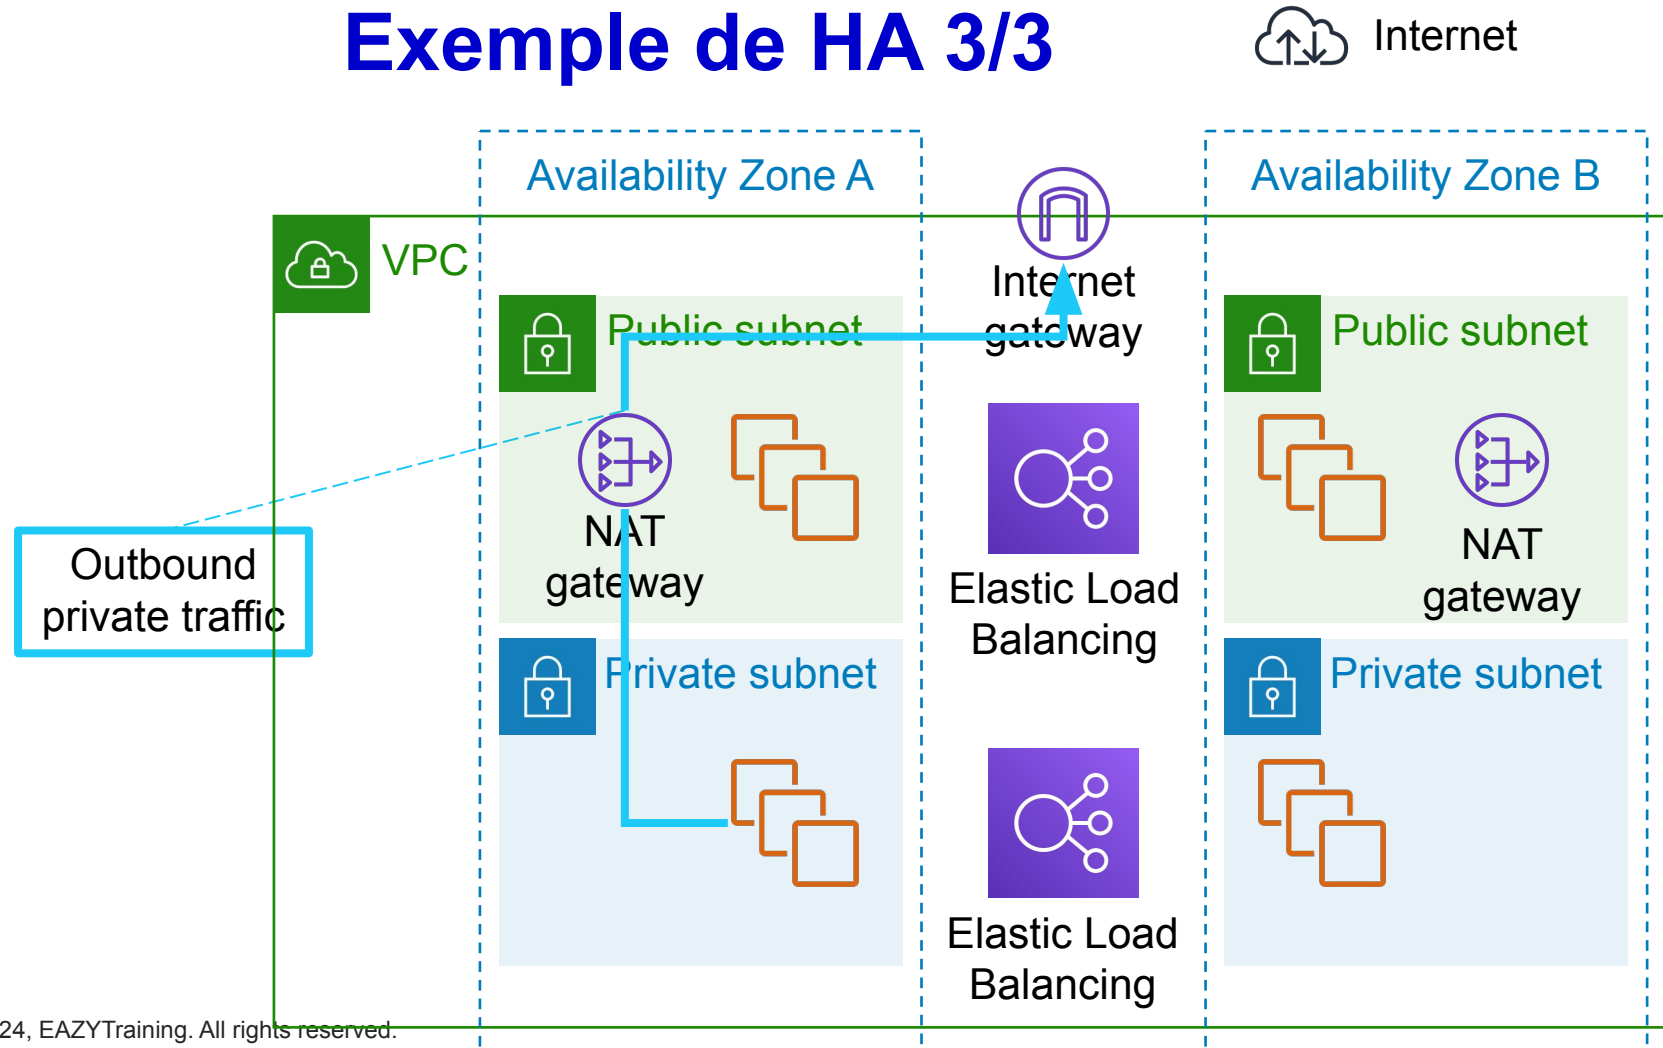 Exemple de HA 3/3
Internet
Availability Zone A
Availability Zone B
VPC
Internet
gateway
Public subnet
Public subnet
NAT
gateway
NAT
gateway
Outbound
private traffic
Elastic Load
Balancing
Private subnet
Private subnet
Elastic Load
Balancing
24, EAZYTraining. All rights reserved.